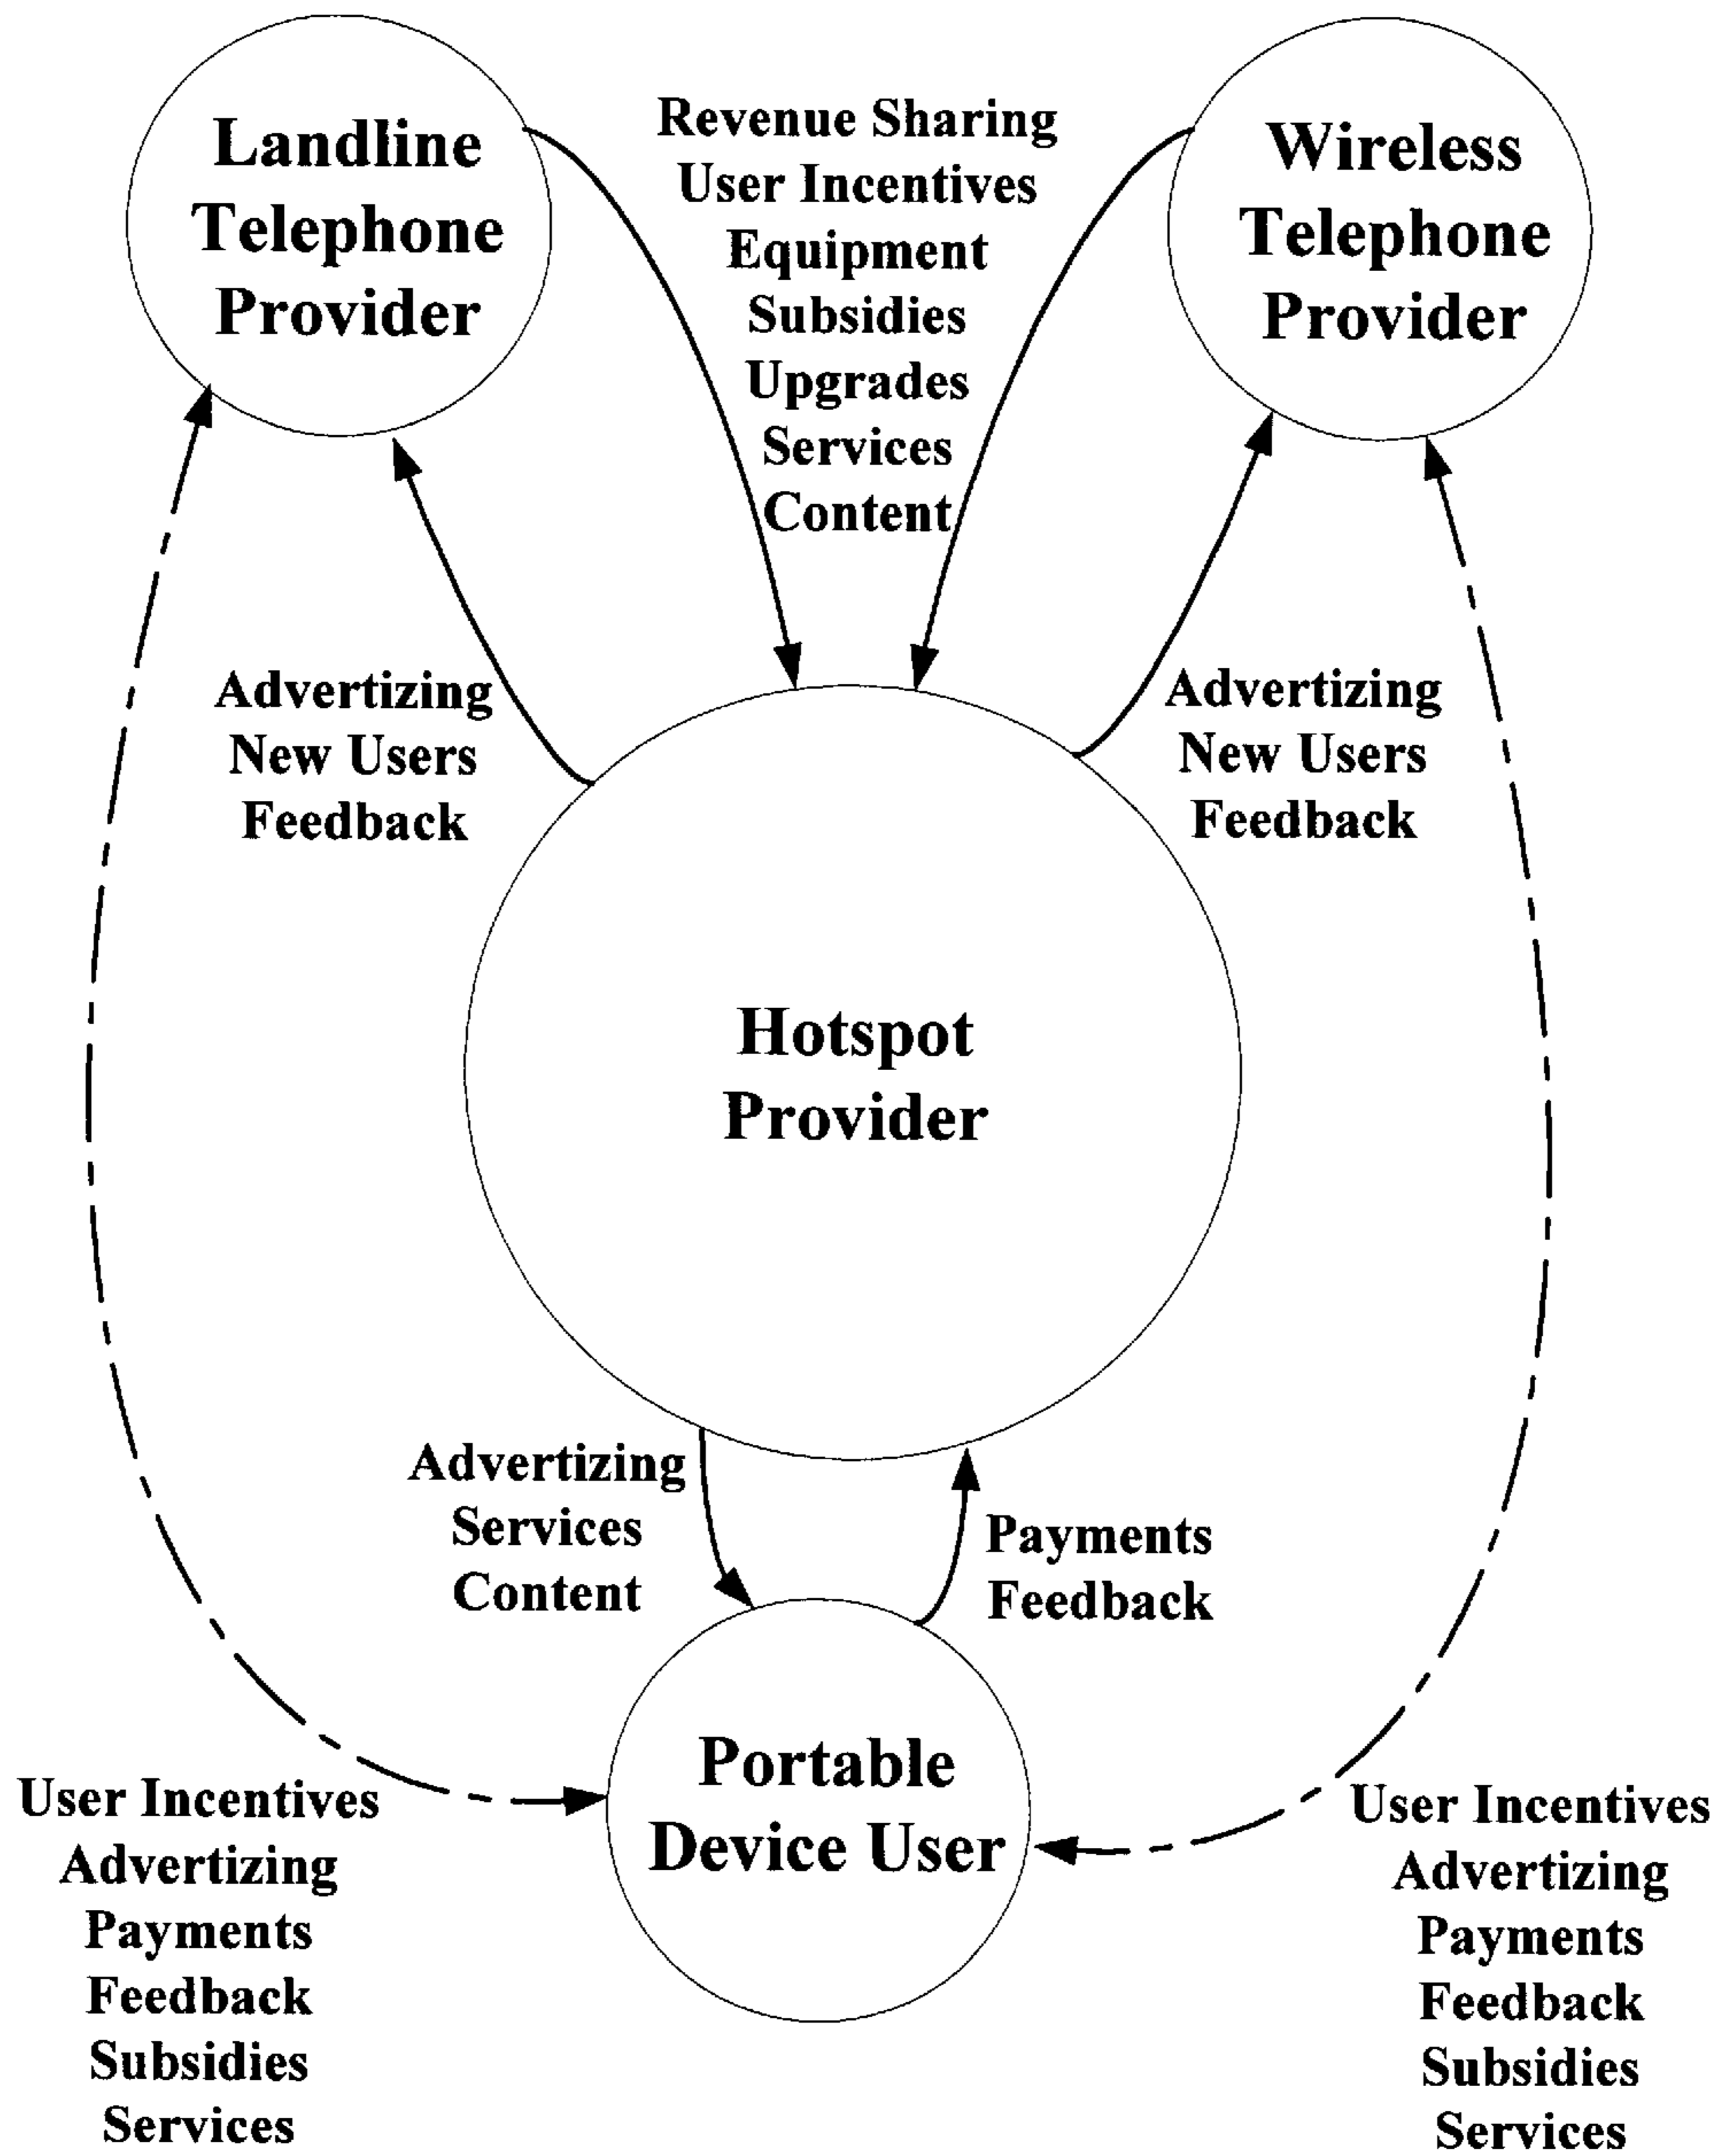 Landline
Telephone
Provider
Revenue Sharing
User Incentives
Equipment
Subsidies
Upgrades
Services
Content
Wireless
Telephone
Provider
Advertizing
New Users
Feedback
Advertizing
New Users
Feedback
Hotspot
Provider
Advertizing
Services
Content
Payments
Feedback
Portable
Device User
User Incentives
Advertizing
Payments
Feedback
Subsidies
Services
User Incentives
Advertizing
Payments
Feedback
Subsidies
Services